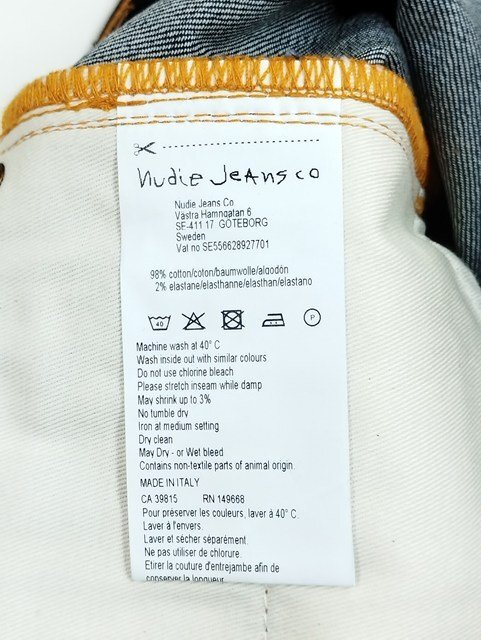 Nudie Jeans co
Nudie Jeans Co
Västra Hamngatan 6
SE-411 17 GÖTEBORG
Sweden
Vat no SE556628927701
98% cotton/coton/baumwolle/algodón
2% elastane/elasthanne/elasthan/elastano
40
P
Machine wash at 40° C
Wash inside out with similar colours
Do not use chlorine bleach
Please stretch inseam while damp
May shrink up to 3%
No tumble dry
Iron at medium setting
Dry clean
May Dry - or Wet bleed
Contains non-textile parts of animal origin.
MADE IN ITALY
CA 39815 RN 149668
Pour préserver les couleurs, laver à 40° C.
Laver à l'envers.
Laver et sécher séparément.
Ne pas utiliser de chlorure.
Etirer la couture d'entrejambe afin de
conserver la longueur